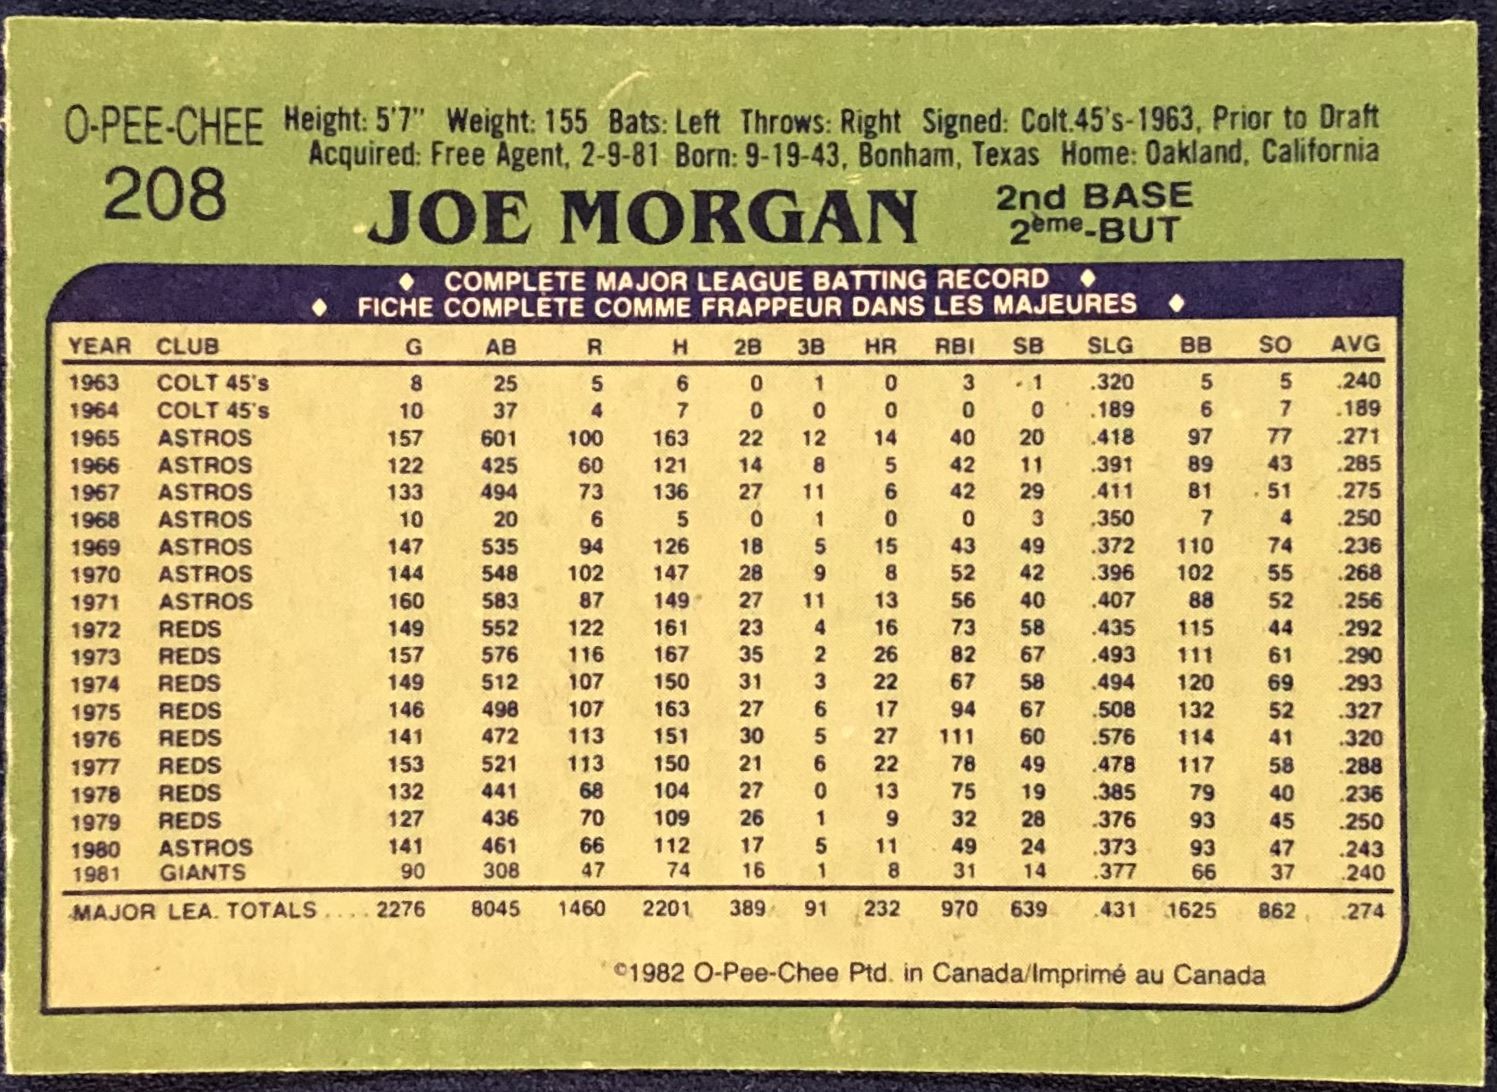 O-PEE-CHEE
208
Height: 5'7" Weight: 155 Bats: Left Throws: Right Signed: Colt.45's-1963, Prior to Draft
Acquired: Free Agent, 2-9-81 Born: 9-19-43, Bonham, Texas Home: Oakland, California
JOE MORGAN
2nd BASE
2ème-BUT
COMPLETE MAJOR LEAGUE BATTING RECORD
FICHE COMPLÈTE COMME FRAPPEUR DANS LES MAJEURES
YEAR CLUB G AB R H 2B 3B HR RBI SB SLG BB SO AVG
1963 COLT 45's 8 25 5 6 0 1 0 3 1 .320 5 5 .240
1964 COLT 45's 10 37 4 7 0 0 0 0 0 .189 6 7 .189
1965 ASTROS 157 601 100 163 22 12 14 40 20 .418 97 77 .271
1966 ASTROS 122 425 60 121 14 8 5 42 11 .391 89 43 .285
1967 ASTROS 133 494 73 136 27 11 6 42 29 .411 81 51 .275
1968 ASTROS 10 20 6 5 0 1 0 0 3 .350 7 4 .250
1969 ASTROS 147 535 94 126 18 5 15 43 49 .372 110 74 .236
1970 ASTROS 144 548 102 147 28 9 8 52 42 .396 102 55 .268
1971 ASTROS 160 583 87 149 27 11 13 56 40 .407 88 52 .256
1972 REDS 149 552 122 161 23 4 16 73 58 .435 115 44 .292
1973 REDS 157 576 116 167 35 2 26 82 67 .493 111 61 .290
1974 REDS 149 512 107 150 31 3 22 67 58 .494 120 69 .293
1975 REDS 146 498 107 163 27 6 17 94 67 .508 132 52 .327
1976 REDS 141 472 113 151 30 5 27 111 60 .576 114 41 .320
1977 REDS 153 521 113 150 21 6 22 78 49 .478 117 58 .288
1978 REDS 132 441 68 104 27 0 13 75 19 .385 79 40 .236
1979 REDS 127 436 70 109 26 1 9 32 28 .376 93 45 .250
1980 ASTROS 141 461 66 112 17 5 11 49 24 .373 93 47 .243
1981 GIANTS 90 308 47 74 16 1 8 31 14 .377 66 37 .240
MAJOR LEA. TOTALS .... 2276 8045 1460 2201 389 91 232 970 639 .431 1625 862 .274
©1982 O-Pee-Chee Ptd. in Canada/Imprimé au Canada